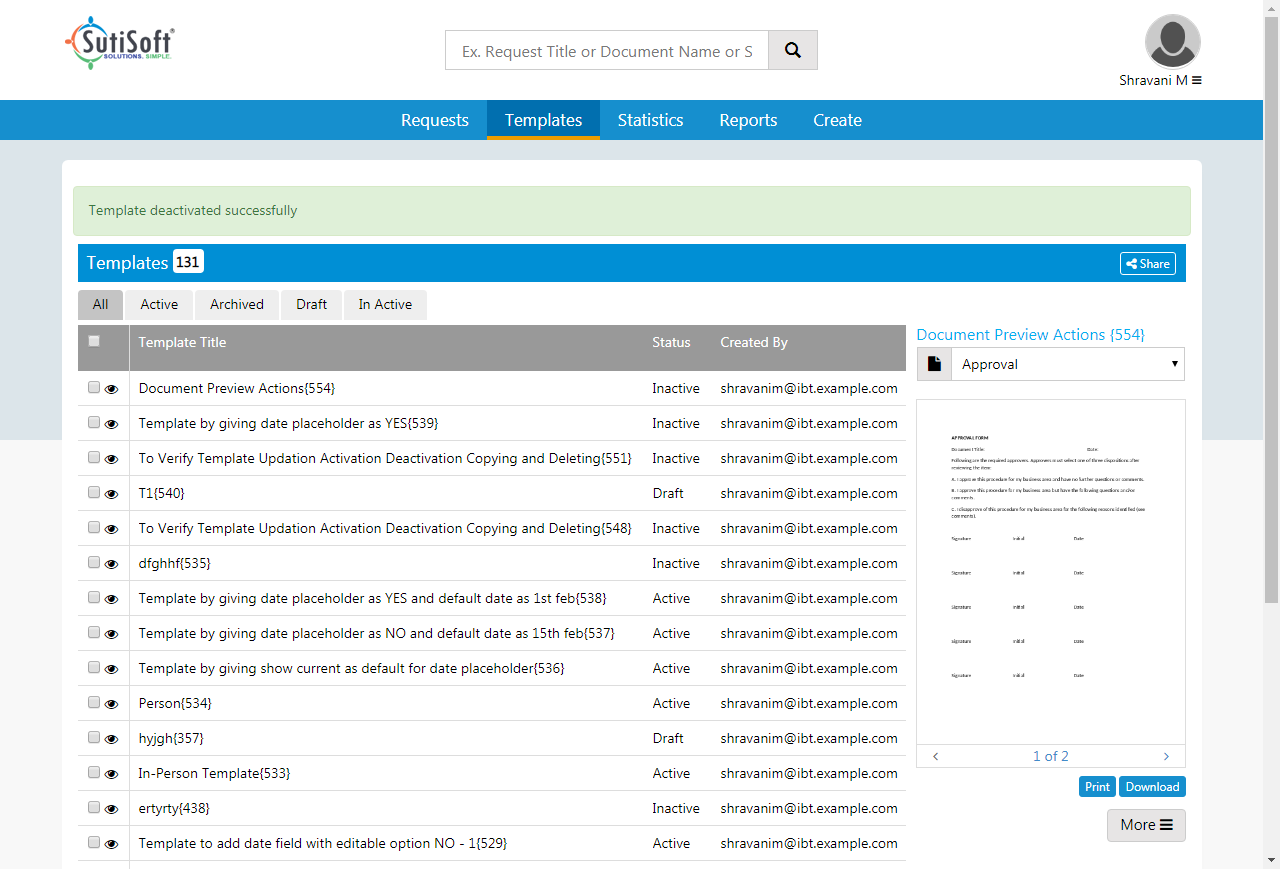 SutiSoft®
SOLUTIONS. SIMPLE.
Ex. Request Title or Document Name or S
Shravani M
Requests Templates Statistics Reports Create
Template deactivated successfully
Templates 131 Share
All Active Archived Draft In Active
Template Title Status Created By
Document Preview Actions{554} Inactive shravanim@ibt.example.com
Template by giving date placeholder as YES{539} Inactive shravanim@ibt.example.com
To Verify Template Updation Activation Deactivation Copying and Deleting{551} Inactive shravanim@ibt.example.com
T1{540} Draft shravanim@ibt.example.com
To Verify Template Updation Activation Deactivation Copying and Deleting{548} Inactive shravanim@ibt.example.com
dfghhf{535} Inactive shravanim@ibt.example.com
Template by giving date placeholder as YES and default date as 1st feb{538} Active shravanim@ibt.example.com
Template by giving date placeholder as NO and default date as 15th feb{537} Active shravanim@ibt.example.com
Template by giving show current as default for date placeholder{536} Active shravanim@ibt.example.com
Person{534} Active shravanim@ibt.example.com
hyjgh{357} Draft shravanim@ibt.example.com
In-Person Template{533} Active shravanim@ibt.example.com
ertyrty{438} Inactive shravanim@ibt.example.com
Template to add date field with editable option NO - 1{529} Active shravanim@ibt.example.com
Document Preview Actions {554}
Approval
APPROVAL FORM
Document Title: Date:
Following are the required approvers. Approvers must select one of three dispositions after
reviewing the item:
A. I approve this procedure for my business area and have no further questions or comments.
B. I approve this procedure for my business area but have the following questions and/or
comments.
C. I disapprove of this procedure for my business area for the following reasons identified (see
comments).
Signature Initial Date
Signature Initial Date
Signature Initial Date
Signature Initial Date
Signature Initial Date
1 of 2
Print Download
More